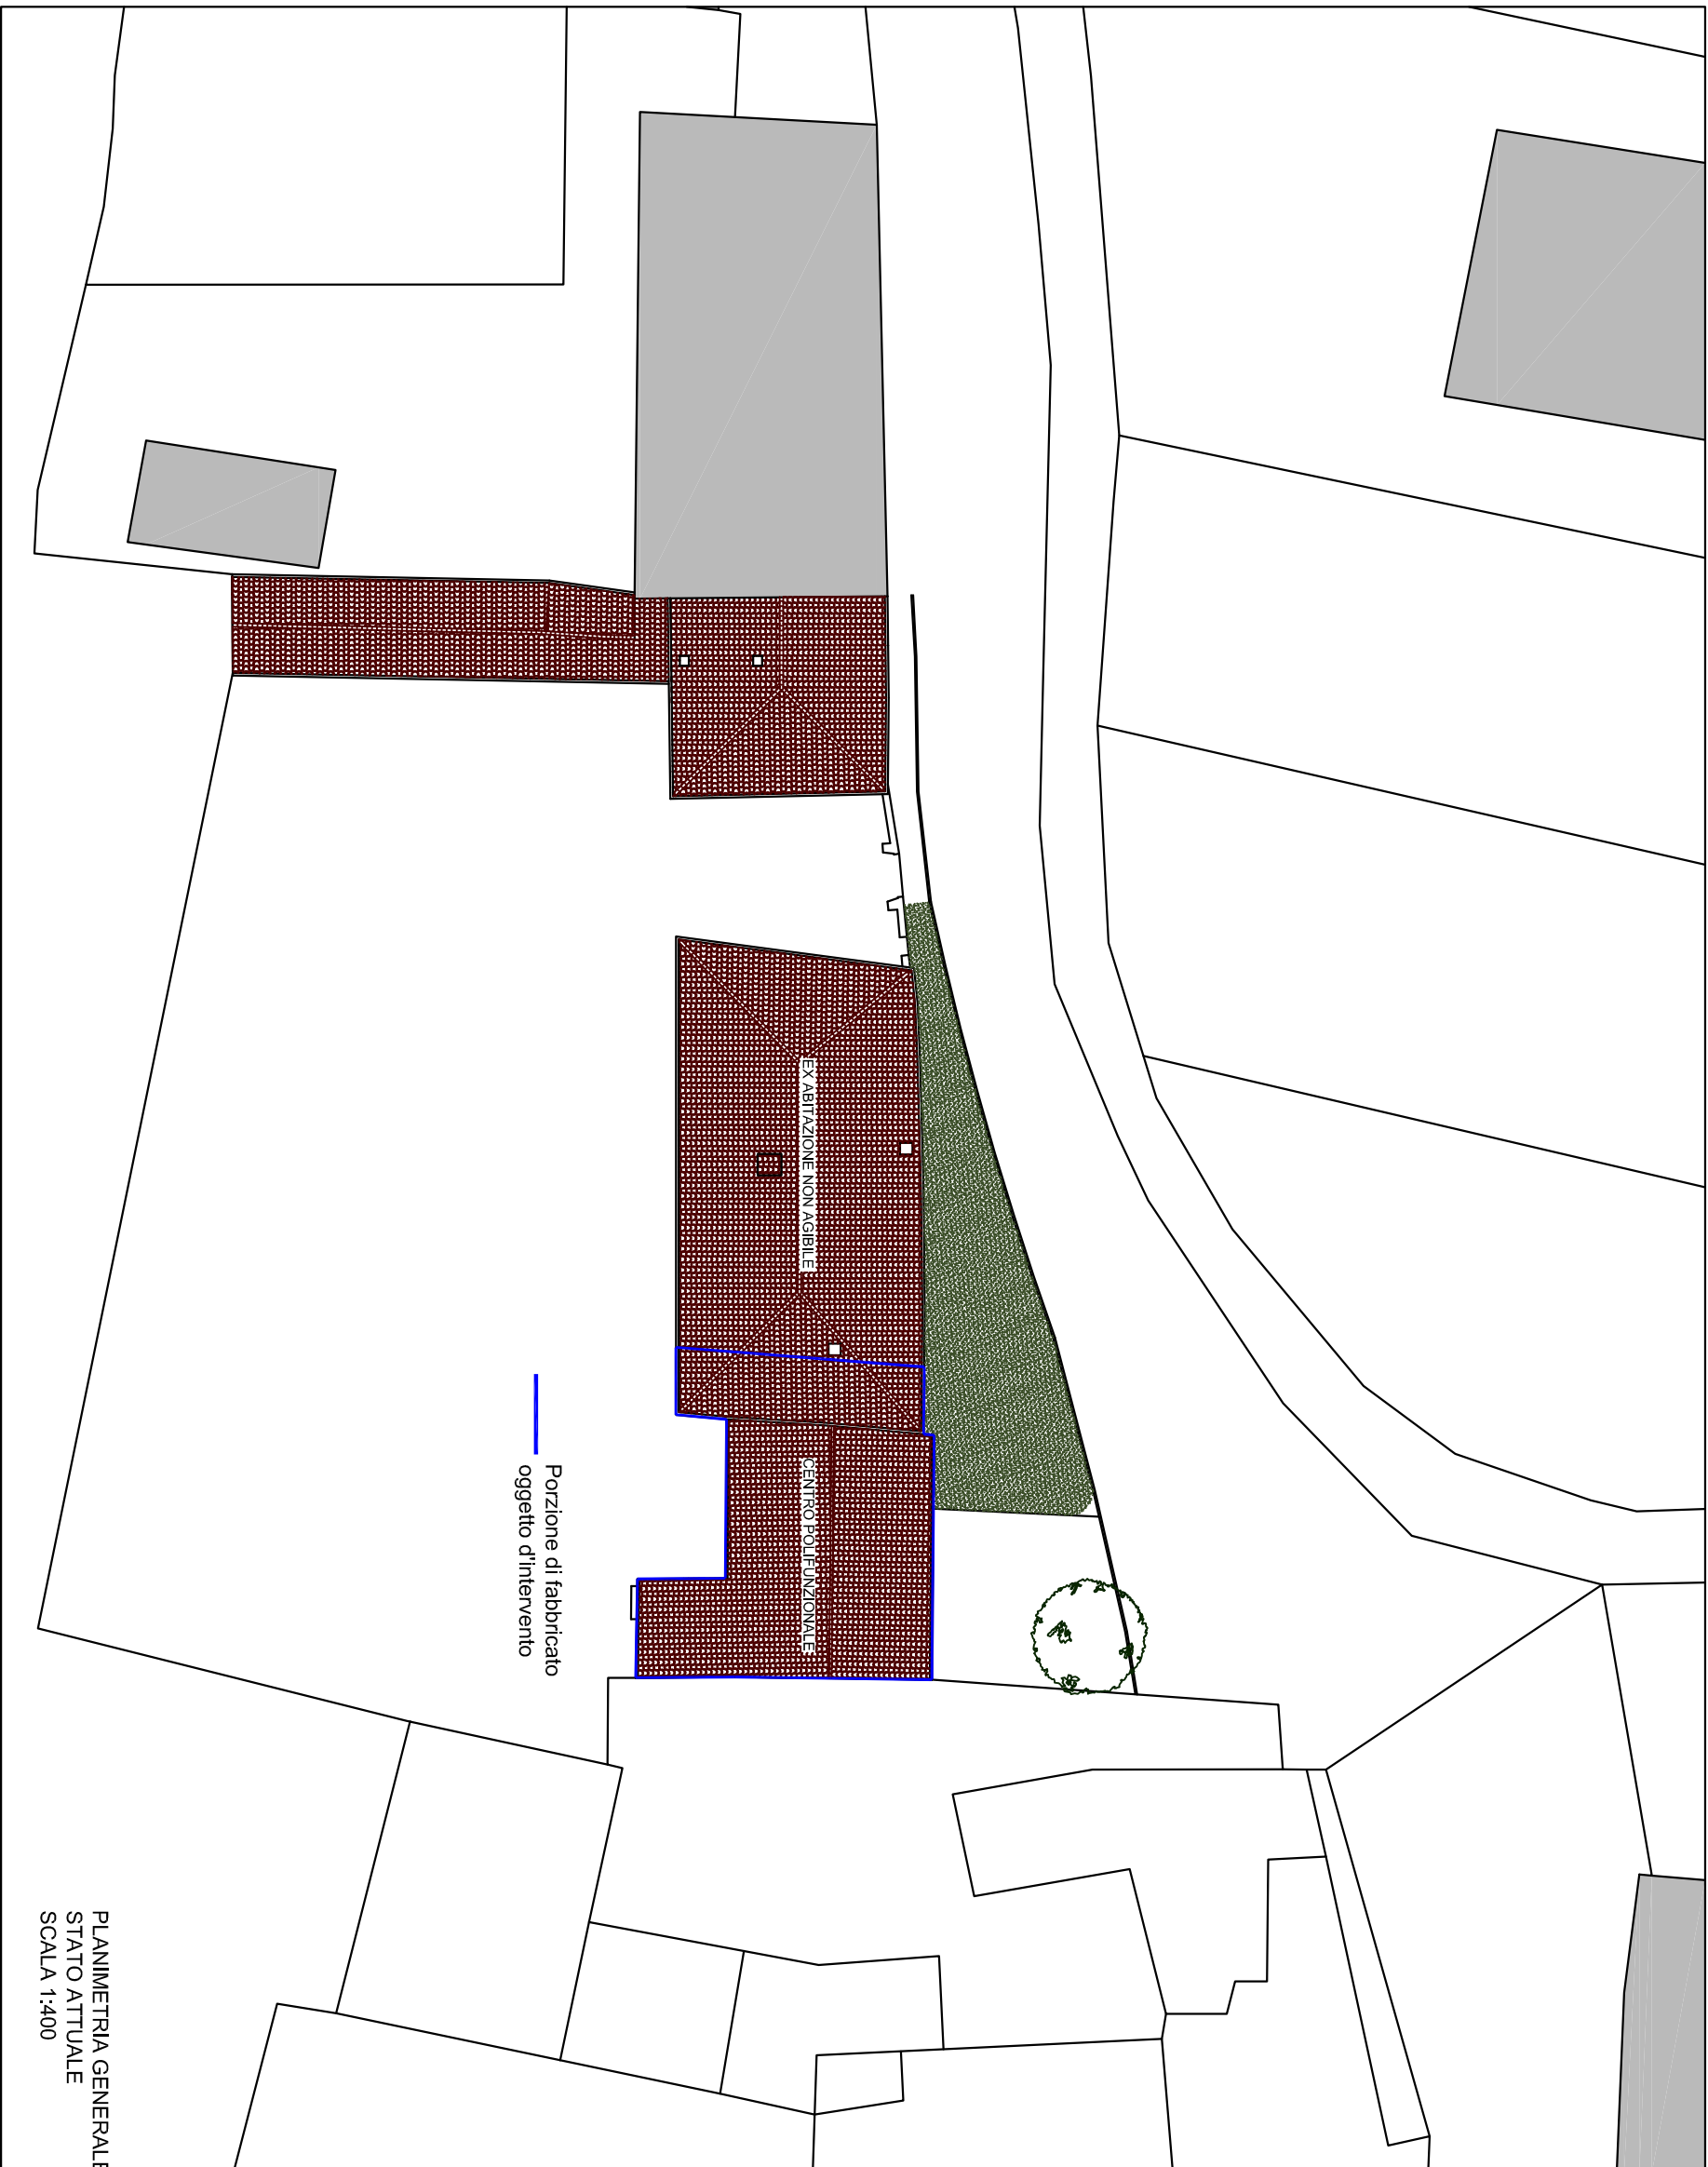 EX ABITAZIONE NON AGIBILE
CENTRO POLIFUNZIONALE
Porzione di fabbricato
oggetto d'intervento
PLANIMETRIA GENERALE
STATO ATTUALE
SCALA 1:400